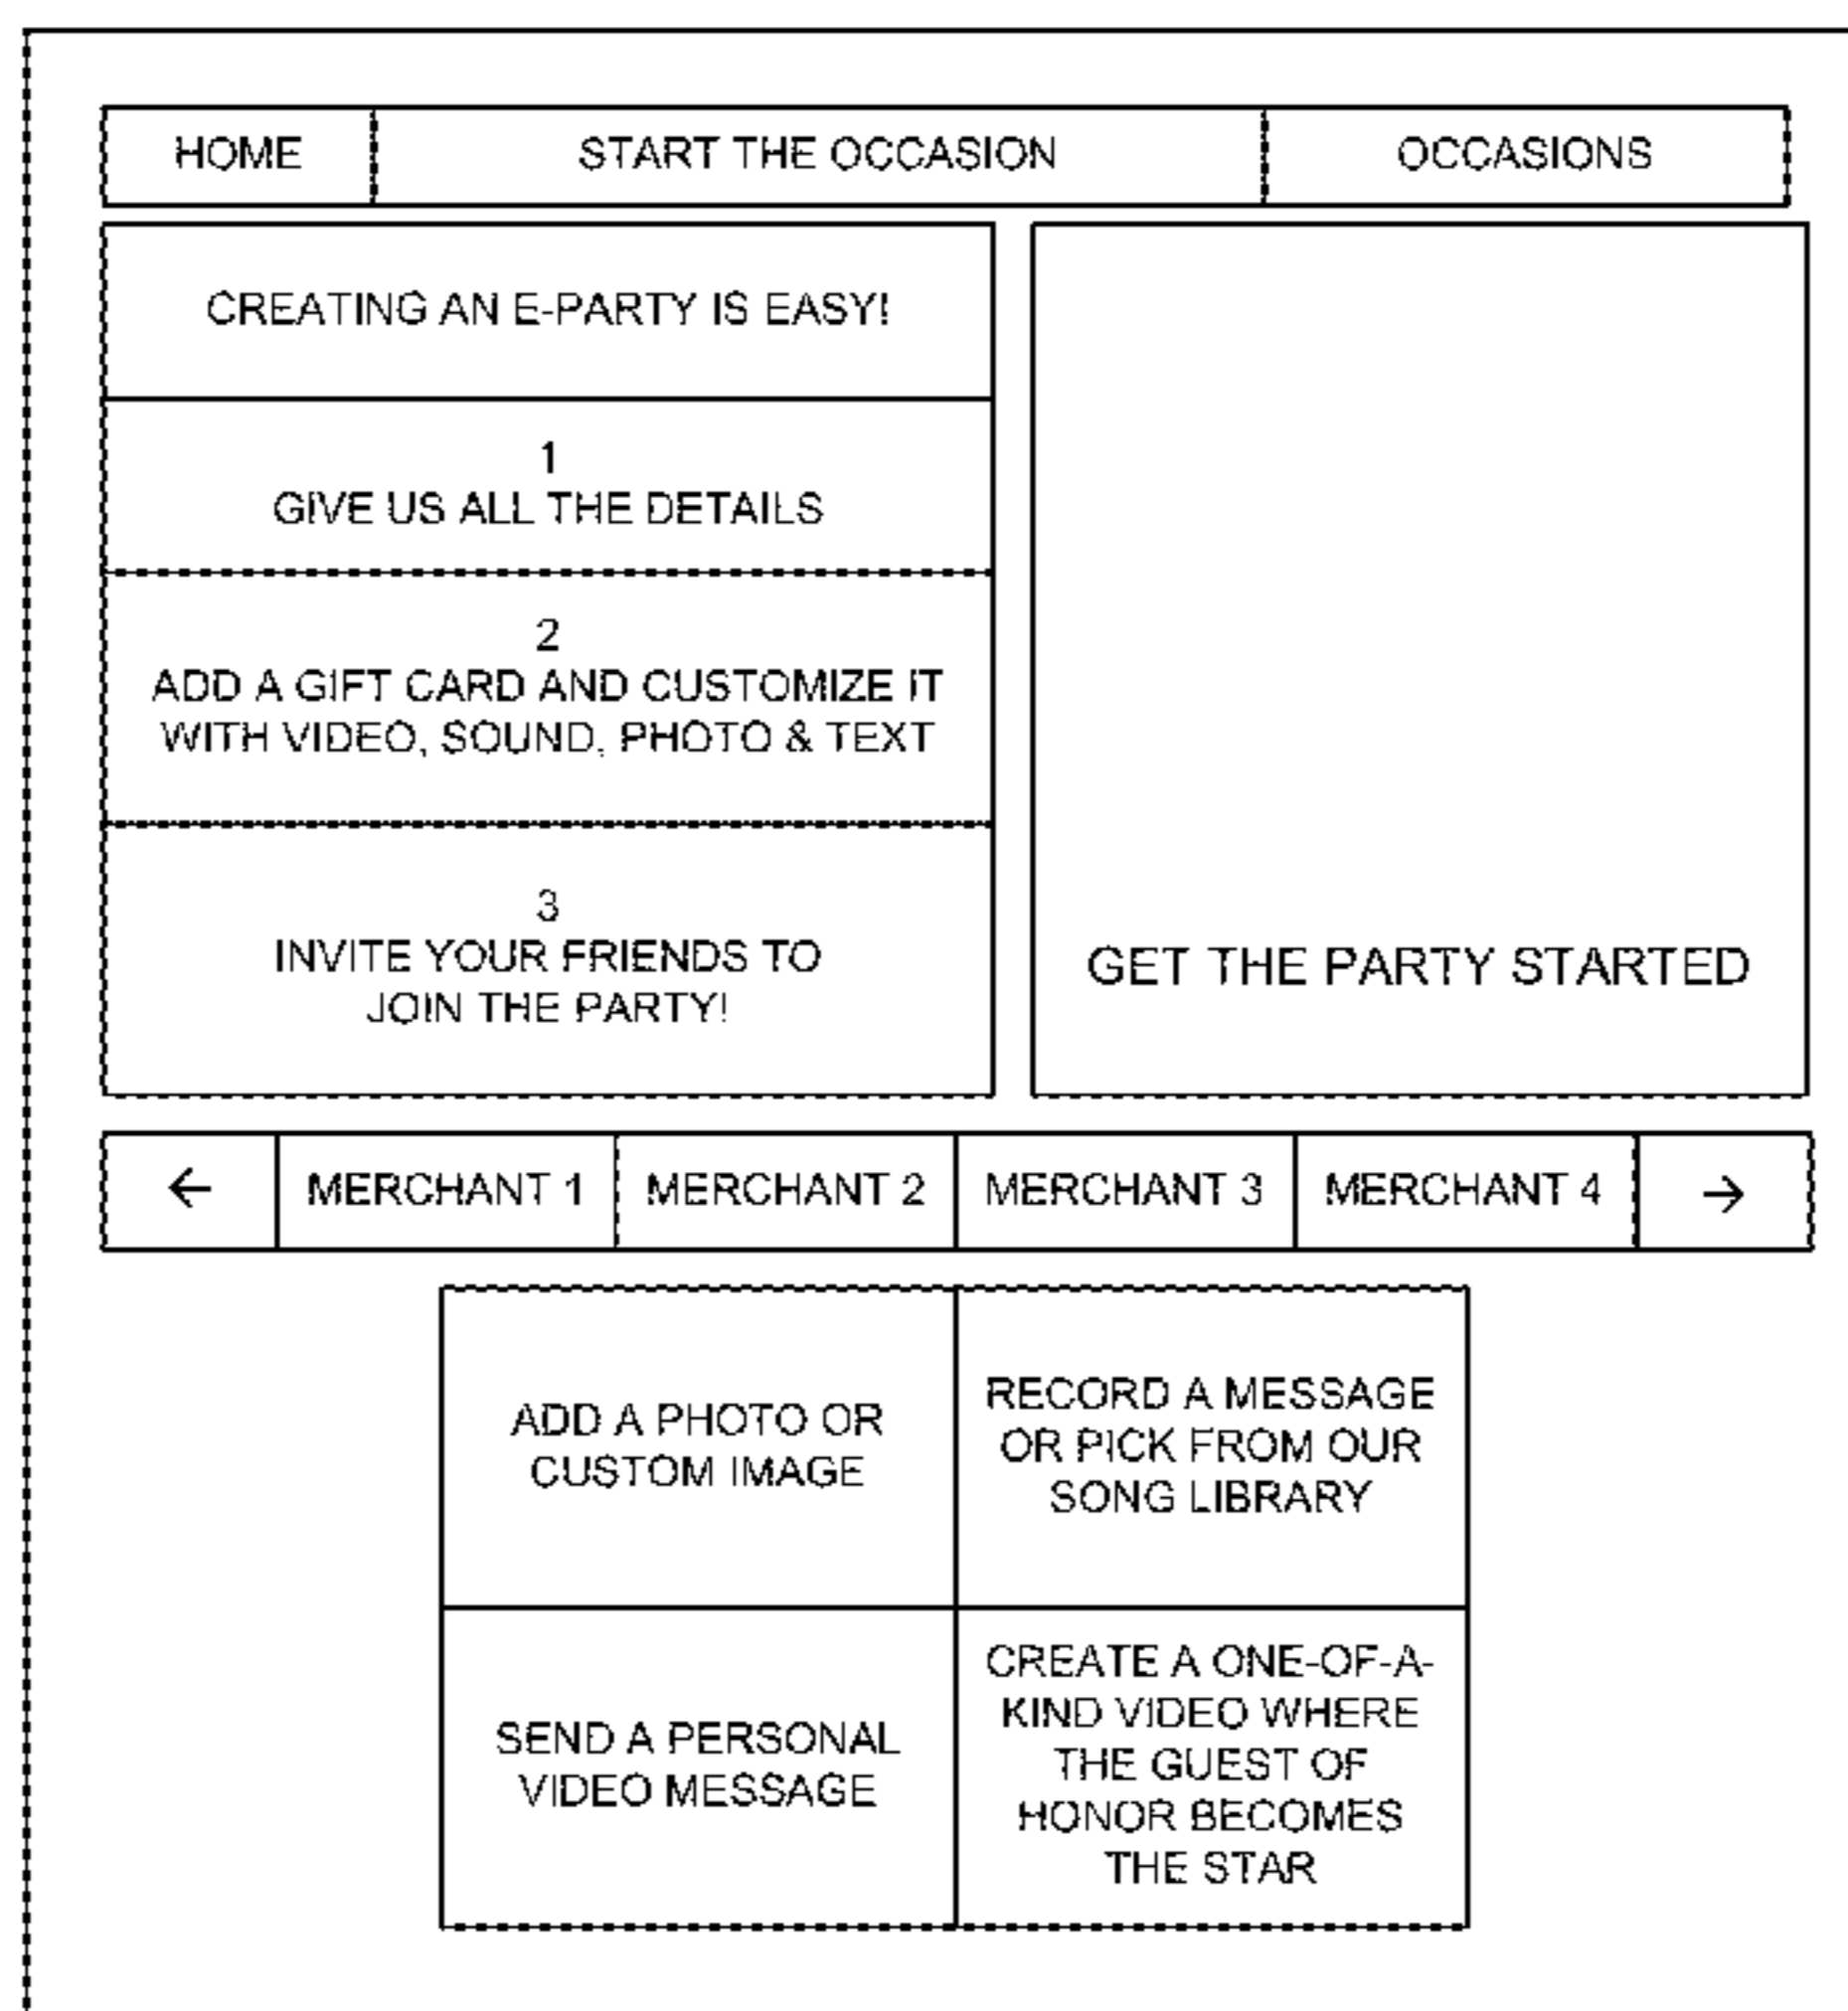 HOME START THE OCCASION OCCASIONS
CREATING AN E-PARTY IS EASY!
1
GIVE US ALL THE DETAILS
2
ADD A GIFT CARD AND CUSTOMIZE IT
WITH VIDEO, SOUND, PHOTO & TEXT
3
INVITE YOUR FRIENDS TO
JOIN THE PARTY!
GET THE PARTY STARTED
← MERCHANT 1 MERCHANT 2 MERCHANT 3 MERCHANT 4 →
ADD A PHOTO OR
CUSTOM IMAGE
RECORD A MESSAGE
OR PICK FROM OUR
SONG LIBRARY
SEND A PERSONAL
VIDEO MESSAGE
CREATE A ONE-OF-A-
KIND VIDEO WHERE
THE GUEST OF
HONOR BECOMES
THE STAR